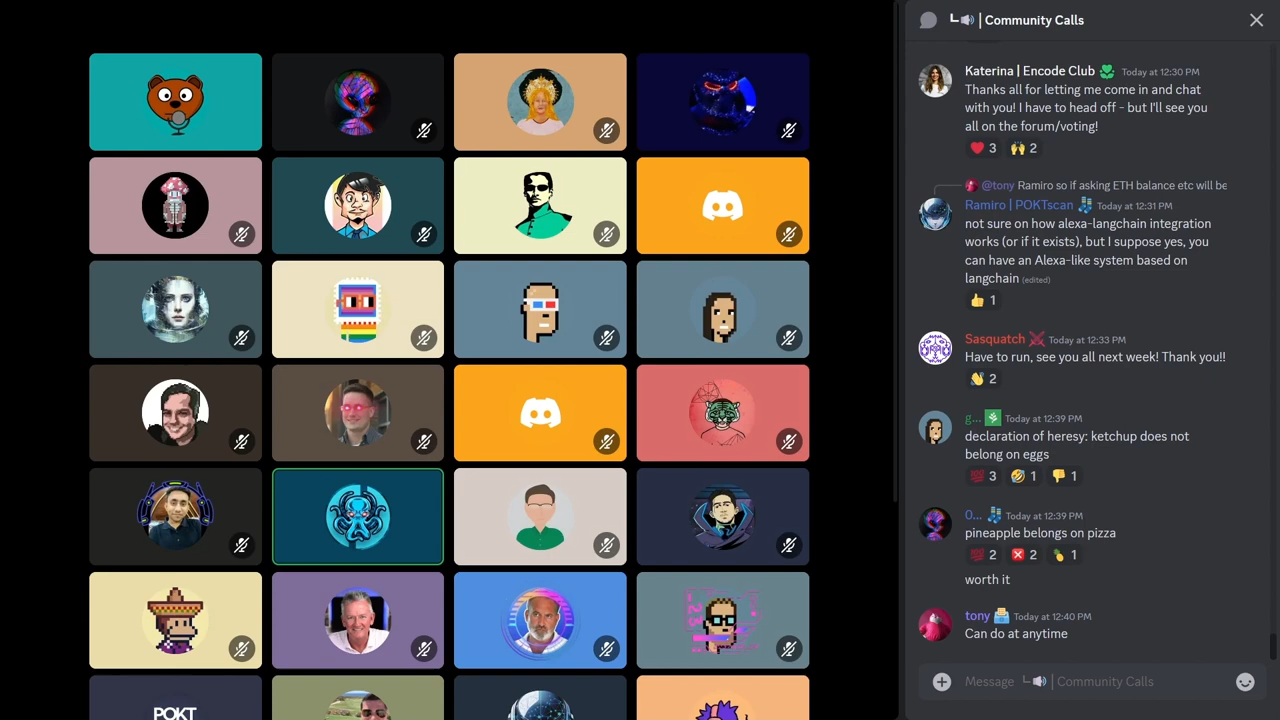 └🔊 | Community Calls
Katerina | Encode Club Today at 12:30 PM
Thanks all for letting me come in and chat
with you! I have to head off - but I'll see you
all on the forum/voting!
❤️ 3 🙌 2
@tony Ramiro so if asking ETH balance etc will be
Ramiro | POKTscan Today at 12:31 PM
not sure on how alexa-langchain integration
works (or if it exists), but I suppose yes, you
can have an Alexa-like system based on
langchain (edited)
👍 1
Sasquatch Today at 12:33 PM
Have to run, see you all next week! Thank you!!
👋 2
g... Today at 12:39 PM
declaration of heresy: ketchup does not
belong on eggs
💯 3 🤣 1 👎 1
0... Today at 12:39 PM
pineapple belongs on pizza
💯 2 ❌ 2 🍍 1
worth it
tony Today at 12:40 PM
Can do at anytime
Message └🔊 | Community Calls
POKT